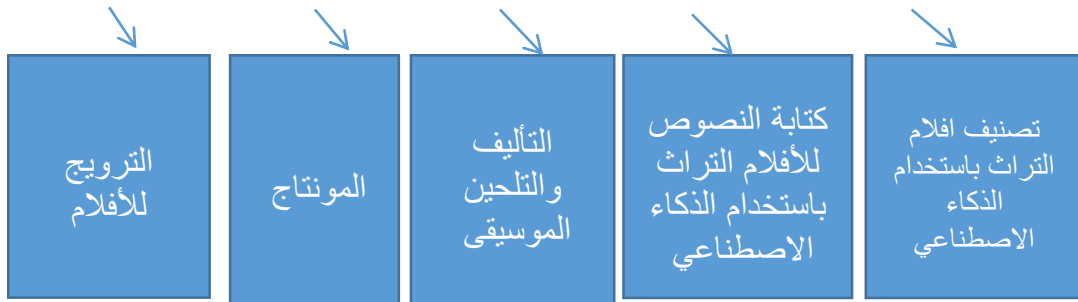 تصنيف افلام
التراث باستخدام
الذكاء
الاصطناعي
كتابة النصوص
للأفلام التراث
باستخدام الذكاء
الاصطناعي
التأليف
والتلحين
الموسيقى
المونتاج
الترويج
للأفلام